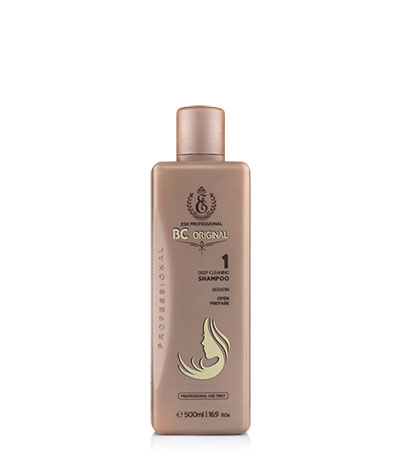 E
ESK PROFESSIONAL
BC ORIGINAL
PROFESSIONAL
1
DEEP CLEANING
SHAMPOO
KERATIN
OPEN
PREPARE
PROFESSIONAL USE ONLY
℮ 500ml | 16.9 fl.Oz.